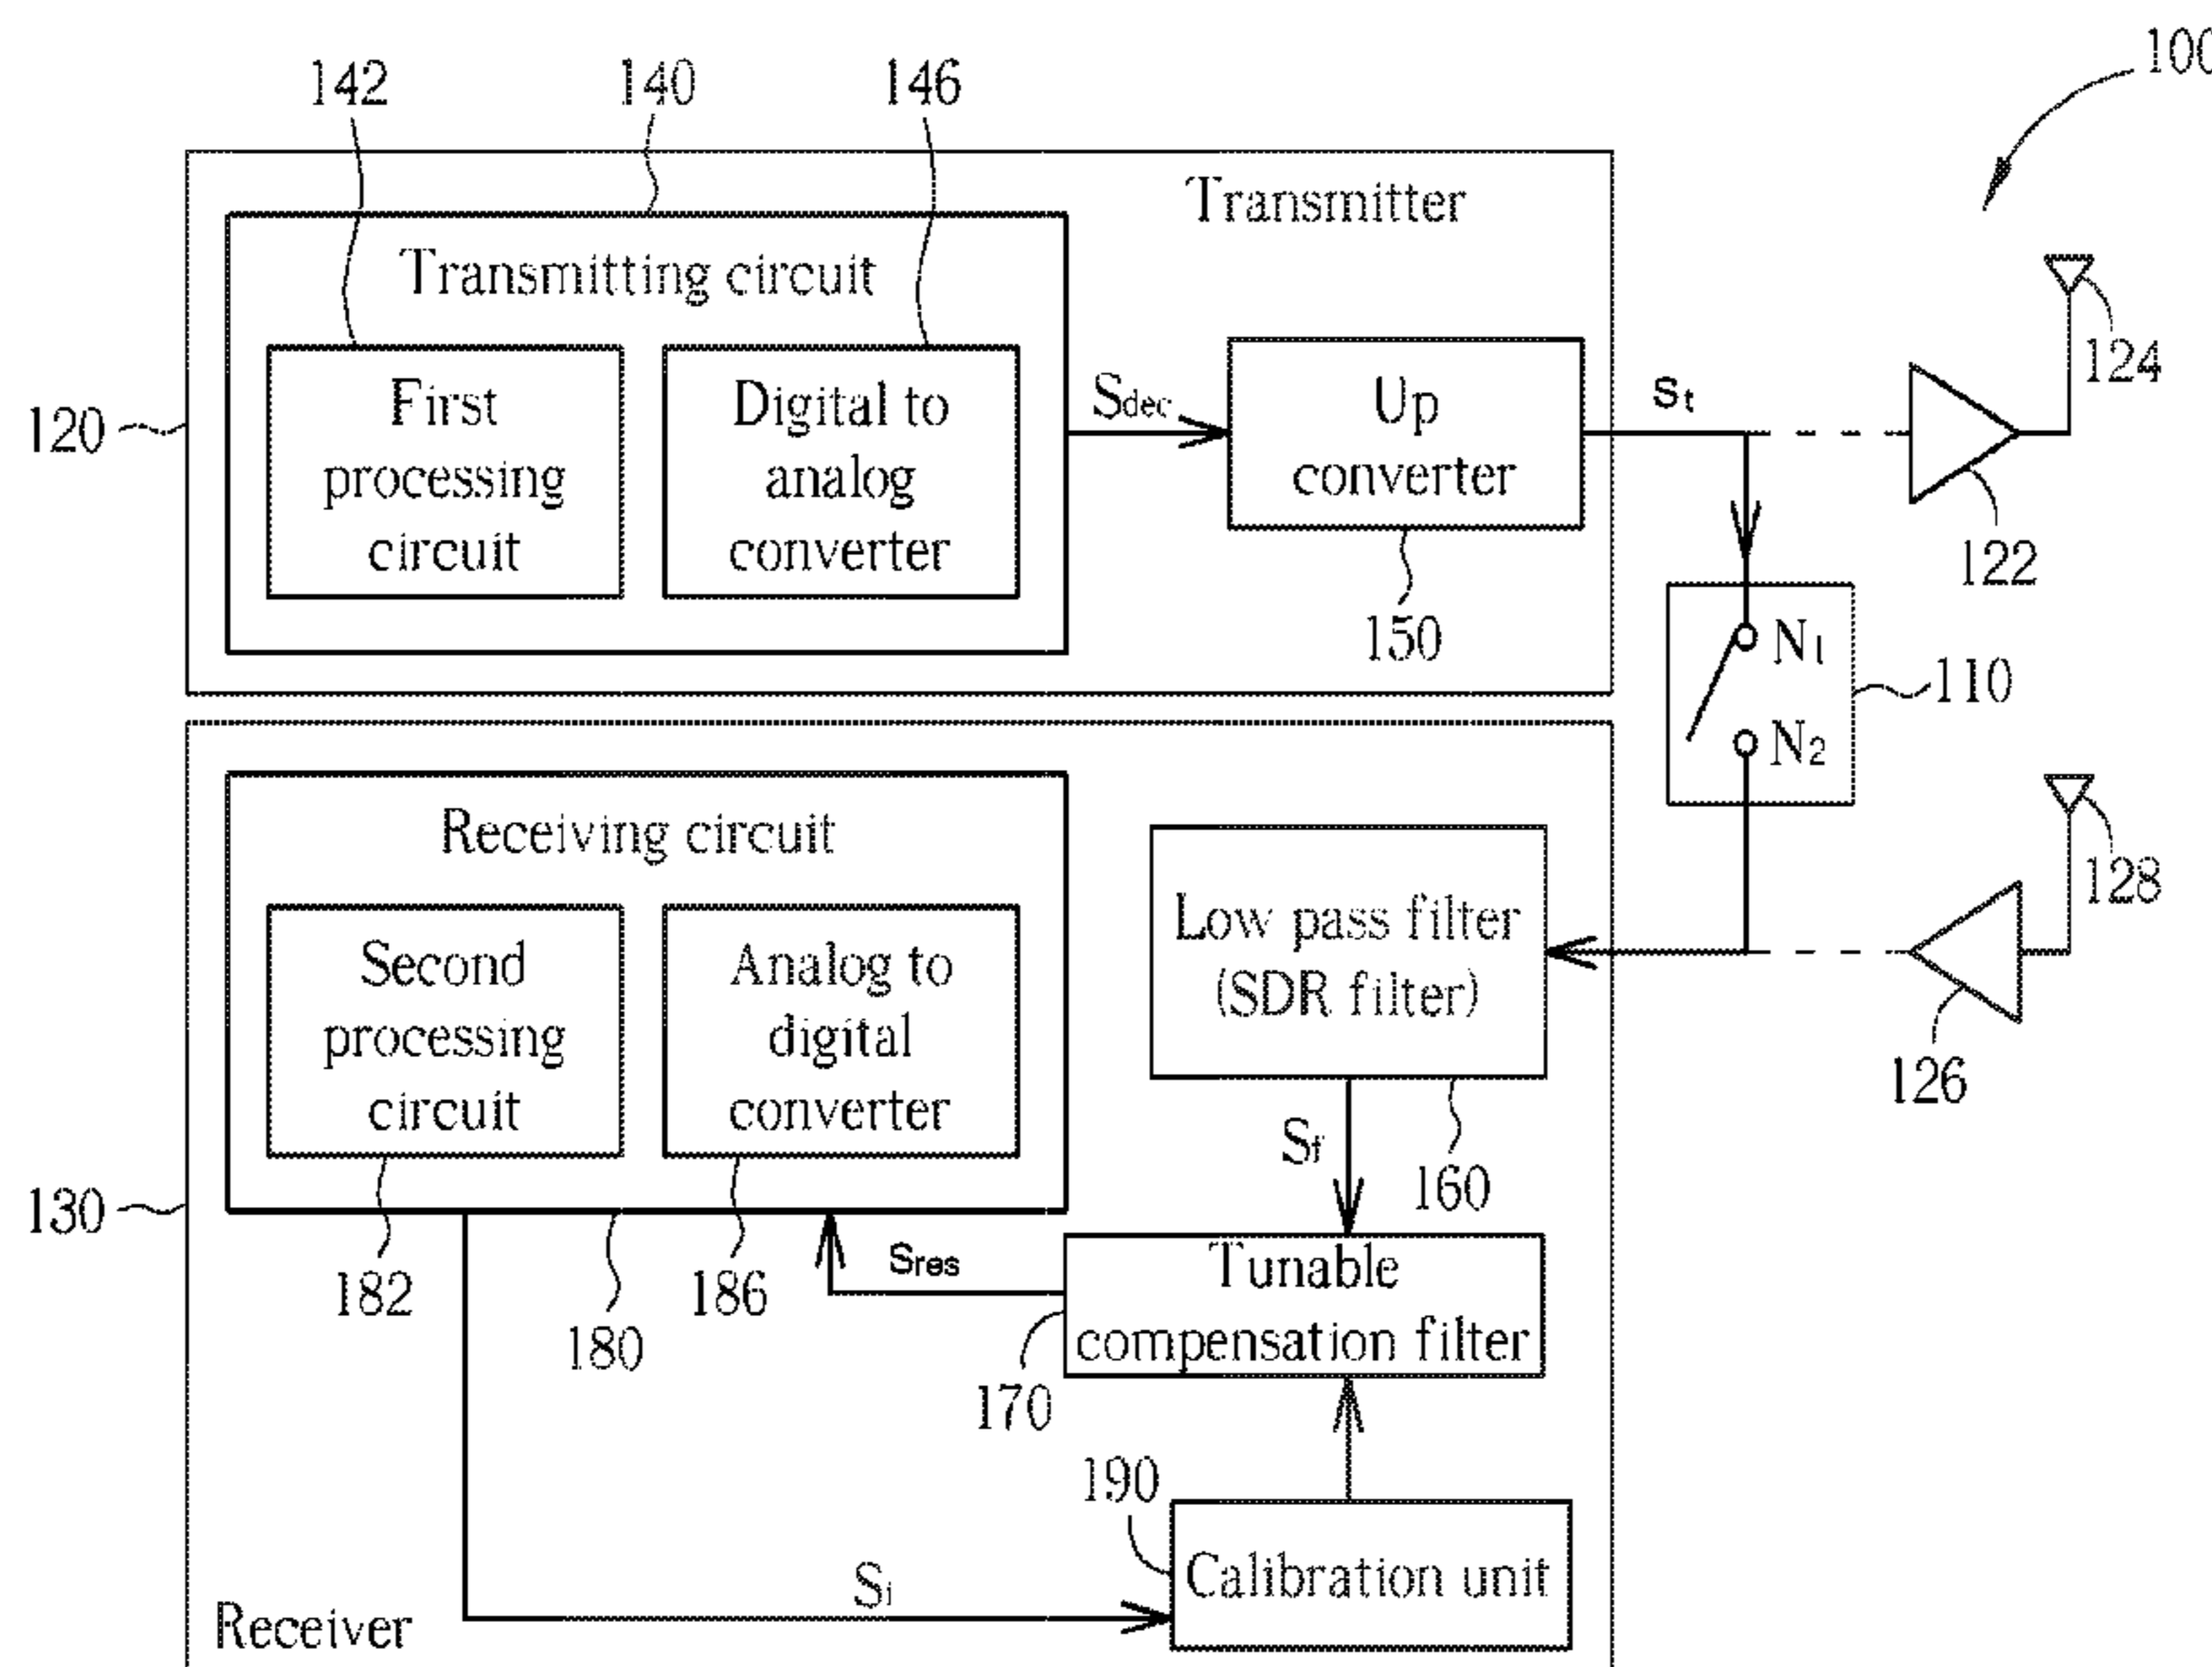 100
142
140
146
Transmitter
Transmitting circuit
124
First
processing
circuit
Digital to
analog
converter
Sdec
Up
converter
St
120
122
150
N1
110
N2
Receiving circuit
128
Low pass filter
(SDR filter)
Second
processing
circuit
Analog to
digital
converter
126
Sf
160
130
182
180
186
Sres
Tunable
compensation filter
170
190
Si
Calibration unit
Receiver